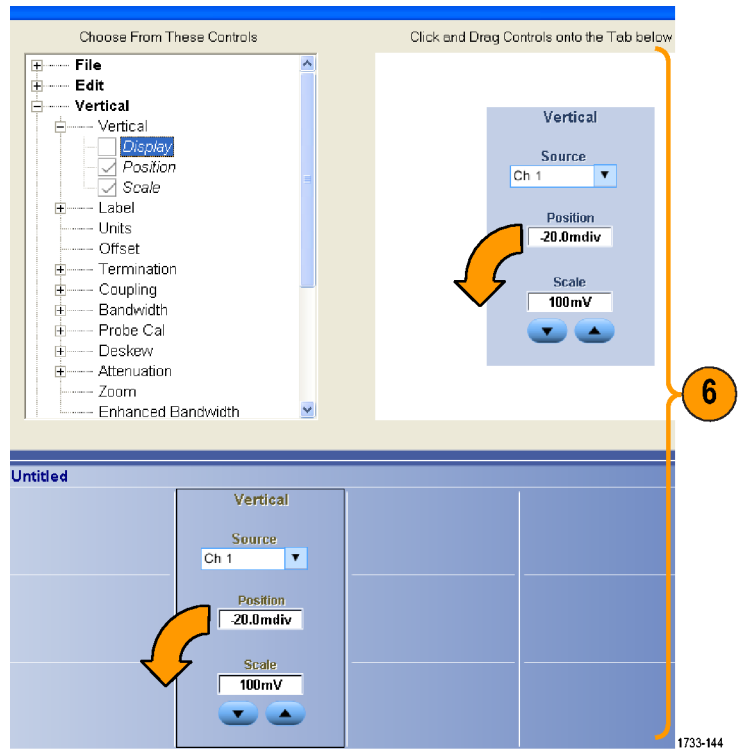 Choose From These Controls
Click and Drag Controls onto the Tab below
File
Edit
Vertical
Vertical
Display
Position
Scale
Label
Units
Offset
Termination
Coupling
Bandwidth
Probe Cal
Deskew
Attenuation
Zoom
Enhanced Bandwidth
Vertical
Source
Ch 1
Position
-20.0mdiv
Scale
100mV
6
Untitled
Vertical
Source
Ch 1
Position
-20.0mdiv
Scale
100mV
1733-144